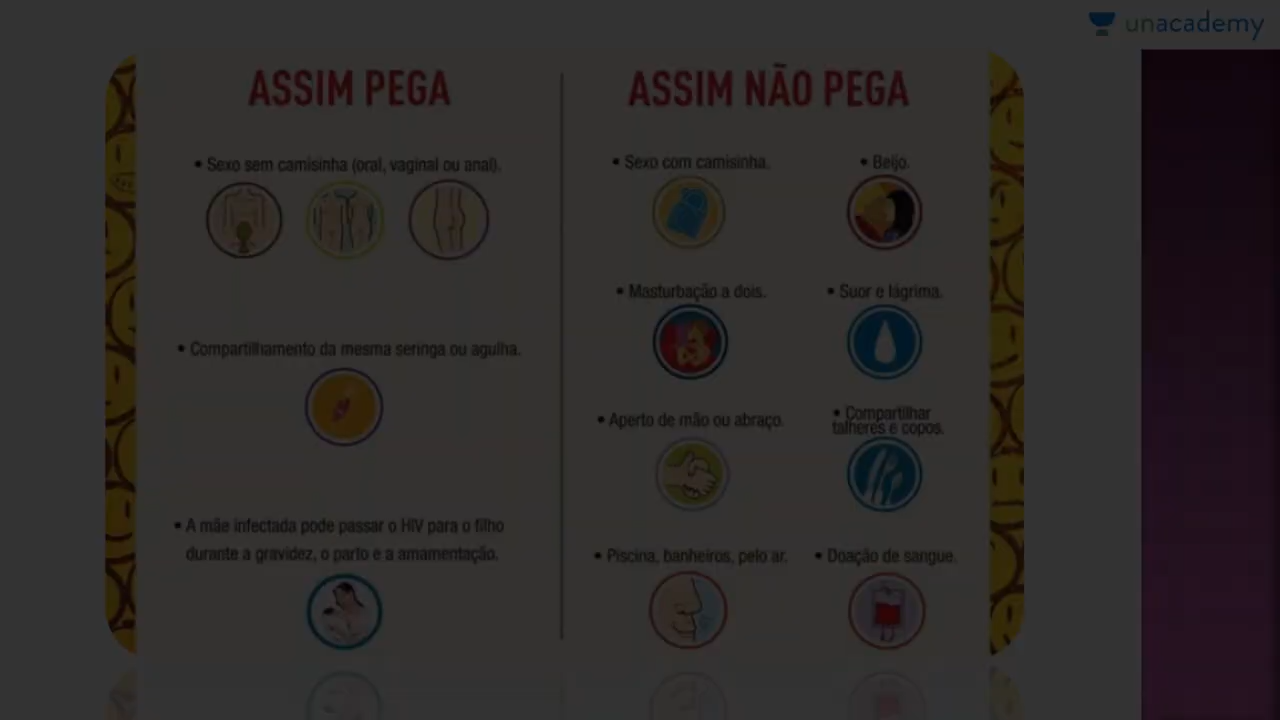 unacademy
ASSIM PEGA
• Sexo sem camisinha (oral, vaginal ou anal).
• Compartilhamento da mesma seringa ou agulha.
• A mãe infectada pode passar o HIV para o filho
durante a gravidez, o parto e a amamentação.
ASSIM NÃO PEGA
• Sexo com camisinha.
• Beijo.
• Masturbação a dois.
• Suor e lágrima.
• Aperto de mão ou abraço.
• Compartilhar
talheres e copos.
• Piscina, banheiros, pelo ar.
• Doação de sangue.